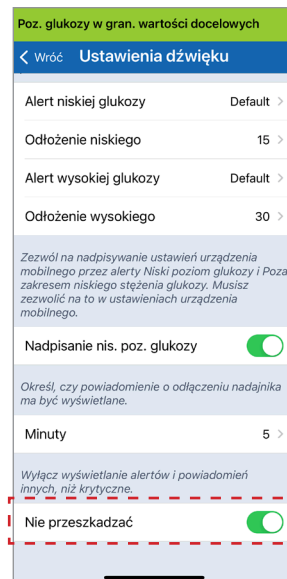 Poz. glukozy w gran. wartości docelowych
Wróć Ustawienia dźwięku
Alert niskiej glukozy Default
Odłożenie niskiego 15
Alert wysokiej glukozy Default
Odłożenie wysokiego 30
Zezwól na nadpisywanie ustawień urządzenia
mobilnego przez alerty Niski poziom glukozy i Poza
zakresem niskiego stężenia glukozy. Musisz
zezwolić na to w ustawieniach urządzenia
mobilnego.
Nadpisanie nis. poz. glukozy
Określ, czy powiadomienie o odłączeniu nadajnika
ma być wyświetlane.
Minuty 5
Wyłącz wyświetlanie alertów i powiadomień
innych, niż krytyczne.
Nie przeszkadzać